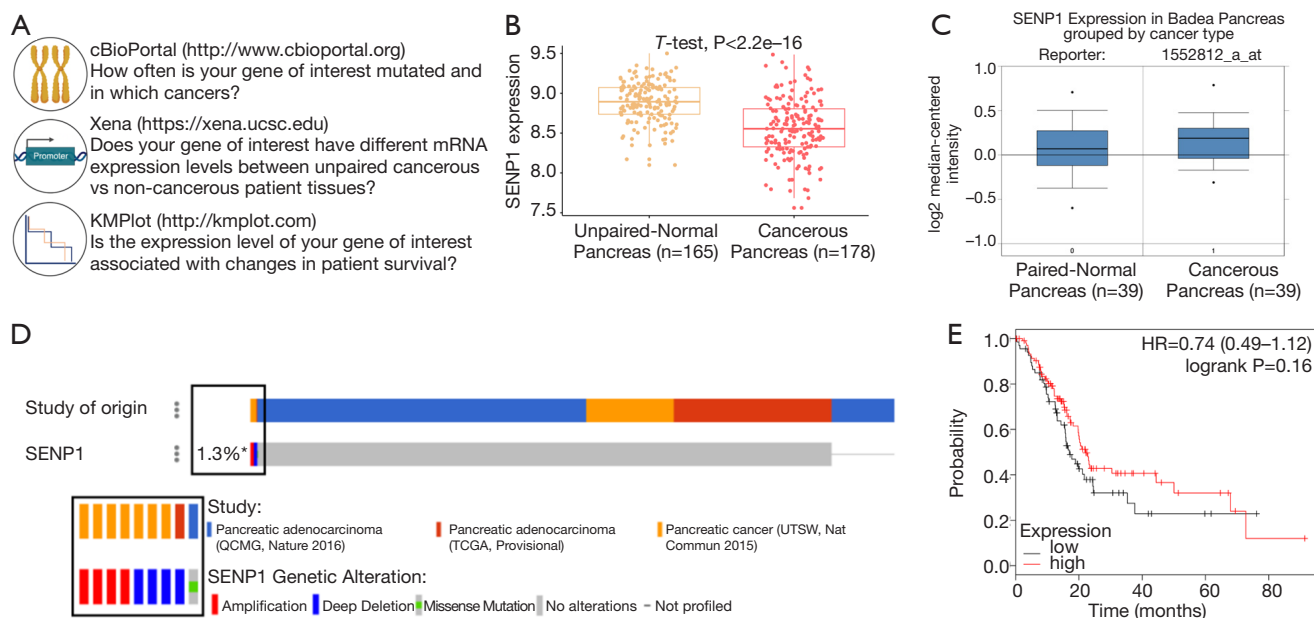 A
cBioPortal (http://www.cbioportal.org)
How often is your gene of interest mutated and
in which cancers?
Promoter
Xena (https://xena.ucsc.edu)
Does your gene of interest have different mRNA
expression levels between unpaired cancerous
vs non-cancerous patient tissues?
KMPlot (http://kmplot.com)
Is the expression level of your gene of interest
associated with changes in patient survival?
B
T-test, P<2.2e−16
SENP1 expression
9.5
9.0
8.5
8.0
7.5
Unpaired-Normal
Pancreas (n=165)
Cancerous
Pancreas (n=178)
C
SENP1 Expression in Badea Pancreas
grouped by cancer type
Reporter:
1552812_a_at
log2 median-centered
intensity
1.0
0.5
0.0
−0.5
−1.0
0
1
Paired-Normal
Pancreas (n=39)
Cancerous
Pancreas (n=39)
D
Study of origin
SENP1
1.3%*
Study:
Pancreatic adenocarcinoma
(QCMG, Nature 2016)
Pancreatic adenocarcinoma
(TCGA, Provisional)
Pancreatic cancer (UTSW, Nat
Commun 2015)
SENP1 Genetic Alteration:
Amplification
Deep Deletion
Missense Mutation
No alterations
Not profiled
E
HR=0.74 (0.49–1.12)
logrank P=0.16
Probability
1.0
0.8
0.6
0.4
0.2
0.0
Expression
low
high
0
20
40
60
80
Time (months)